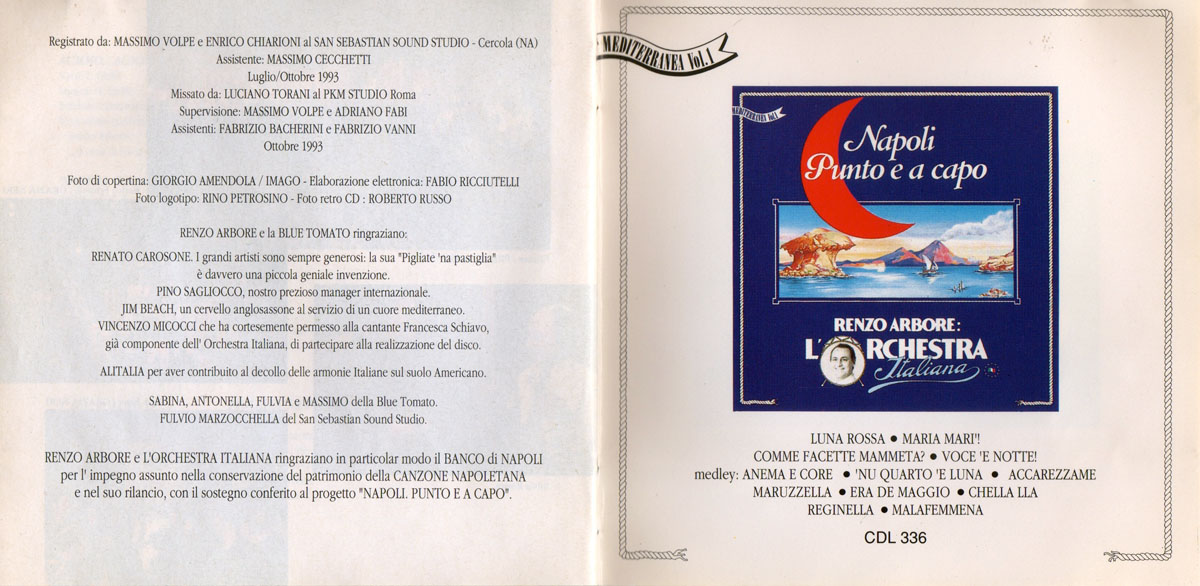 Registrato da: MASSIMO VOLPE e ENRICO CHIARIONI al SAN SEBASTIAN SOUND STUDIO - Cercola (NA)
Assistente: MASSIMO CECCHETTI
Luglio/Ottobre 1993
Missato da: LUCIANO TORANI al PKM STUDIO Roma
Supervisione: MASSIMO VOLPE e ADRIANO FABI
Assistenti: FABRIZIO BACHERINI e FABRIZIO VANNI
Ottobre 1993
Foto di copertina: GIORGIO AMENDOLA / IMAGO - Elaborazione elettronica: FABIO RICCIUTELLI
Foto logotipo: RINO PETROSINO - Foto retro CD : ROBERTO RUSSO
RENZO ARBORE e la BLUE TOMATO ringraziano:
RENATO CAROSONE. I grandi artisti sono sempre generosi: la sua "Pigliate 'na pastiglia"
è davvero una piccola geniale invenzione.
PINO SAGLIOCCO, nostro prezioso manager internazionale.
JIM BEACH, un cervello anglosassone al servizio di un cuore mediterraneo.
VINCENZO MICOCCI che ha cortesemente permesso alla cantante Francesca Schiavo,
già componente dell' Orchestra Italiana, di partecipare alla realizzazione del disco.
ALITALIA per aver contribuito al decollo delle armonie Italiane sul suolo Americano.
SABINA, ANTONELLA, FULVIA e MASSIMO della Blue Tomato.
FULVIO MARZOCCHELLA del San Sebastian Sound Studio.
RENZO ARBORE e L'ORCHESTRA ITALIANA ringraziano in particolar modo il BANCO di NAPOLI
per l' impegno assunto nella conservazione del patrimonio della CANZONE NAPOLETANA
e nel suo rilancio, con il sostegno conferito al progetto "NAPOLI. PUNTO E A CAPO".
MEDITERRANEA Vol.1
MEDITERRANEA Vol.1
Napoli
Punto e a capo
RENZO ARBORE:
L'ORCHESTRA
Italiana
LUNA ROSSA ● MARIA MARI'!
COMME FACETTE MAMMETA? ● VOCE 'E NOTTE!
medley: ANEMA E CORE ● 'NU QUARTO 'E LUNA ● ACCAREZZAME
MARUZZELLA ● ERA DE MAGGIO ● CHELLA LLA
REGINELLA ● MALAFEMMENA
CDL 336